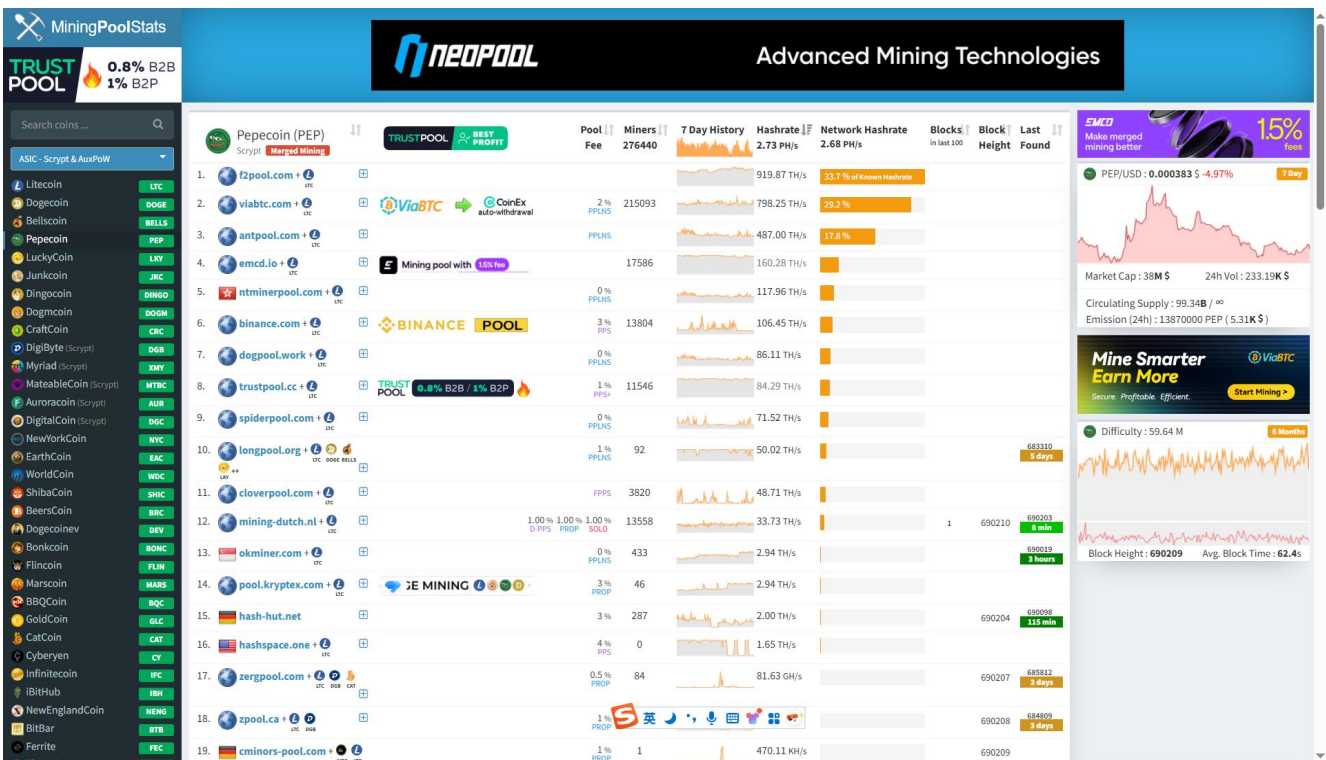 MiningPoolStats
TRUST POOL 0.8% B2B 1% B2P
NEOPOOL Advanced Mining Technologies
Search coins ...
ASIC - Scrypt & AuxPoW
Litecoin LTC
Dogecoin DOGE
Bellscoin BELLS
Pepecoin PEP
LuckyCoin LKY
Junkcoin JKC
Dingocoin DINGO
Dogmcoin DOGM
CraftCoin CRC
DigiByte (Scrypt) DGB
Myriad (Scrypt) XMY
MateableCoin (Scrypt) MTBC
Auroracoin (Scrypt) AUR
DigitalCoin (Scrypt) DGC
NewYorkCoin NYC
EarthCoin EAC
WorldCoin WDC
ShibaCoin SHIC
BeersCoin BRC
Dogecoinev DEV
Bonkcoin BONC
Flincoin FLIN
Marscoin MARS
BBQCoin BQC
GoldCoin GLC
CatCoin CAT
Cyberyen CY
Infinitecoin IFC
iBitHub IBH
NewEnglandCoin NENG
BitBar BTB
Ferrite FEC
Pepecoin (PEP) Scrypt Merged Mining TRUSTPOOL BEST PROFIT Pool Fee Miners 276440 7 Day History Hashrate 2.73 PH/s Network Hashrate 2.68 PH/s Blocks in last 100 Block Height Last Found
1. f2pool.com + LTC 919.87 TH/s 33.7 % of Known Hashrate
2. viabtc.com + LTC ViaBTC CoinEx auto-withdrawal 2 % PPLNS 215093 798.25 TH/s 29.2 %
3. antpool.com + LTC PPLNS 487.00 TH/s 17.8 %
4. emcd.io + LTC Mining pool with 1.5% fee 17586 160.28 TH/s
5. ntminerpool.com + LTC 0 % PPLNS 117.96 TH/s
6. binance.com + LTC BINANCE POOL 3 % PPS 13804 106.45 TH/s
7. dogpool.work + LTC 0 % PPLNS 86.11 TH/s
8. trustpool.cc + LTC TRUST POOL 0.8% B2B / 1% B2P 1 % PPS+ 11546 84.29 TH/s
9. spiderpool.com + LTC 0 % PPLNS 71.52 TH/s
10. longpool.org + LTC DOGE BELLS LKY ++ 1 % PPLNS 92 50.02 TH/s 683310 5 days
11. cloverpool.com + LTC FPPS 3820 48.71 TH/s
12. mining-dutch.nl + LTC 1.00 % 1.00 % 1.00 % D-PPS PROP SOLO 13558 33.73 TH/s 1 690210 690203 8 min
13. okminer.com + LTC 0 % PPLNS 433 2.94 TH/s 690019 3 hours
14. pool.kryptex.com + LTC GE MINING 3 % PROP 46 2.94 TH/s
15. hash-hut.net 3 % 287 2.00 TH/s 690204 690098 115 min
16. hashspace.one + LTC 4 % PPS 0 1.65 TH/s
17. zergpool.com + LTC DGB CAT 0.5 % PROP 84 81.63 GH/s 690207 685812 3 days
18. zpool.ca + LTC DGB 1 % PROP 690208 684809 3 days
英
19. cminors-pool.com + 1 % PROP 1 470.11 KH/s 690209
EMCD Make merged mining better 1.5% fees
PEP/USD : 0.000383 $ -4.97% 7 Day
Market Cap : 38M $ 24h Vol : 233.19K $
Circulating Supply : 99.34B / ∞
Emission (24h) : 13870000 PEP ( 5.31K $ )
Mine Smarter ViaBTC
Earn More
Secure. Profitable. Efficient. Start Mining >
Difficulty : 59.64 M 6 Months
Block Height : 690209 Avg. Block Time : 62.4s